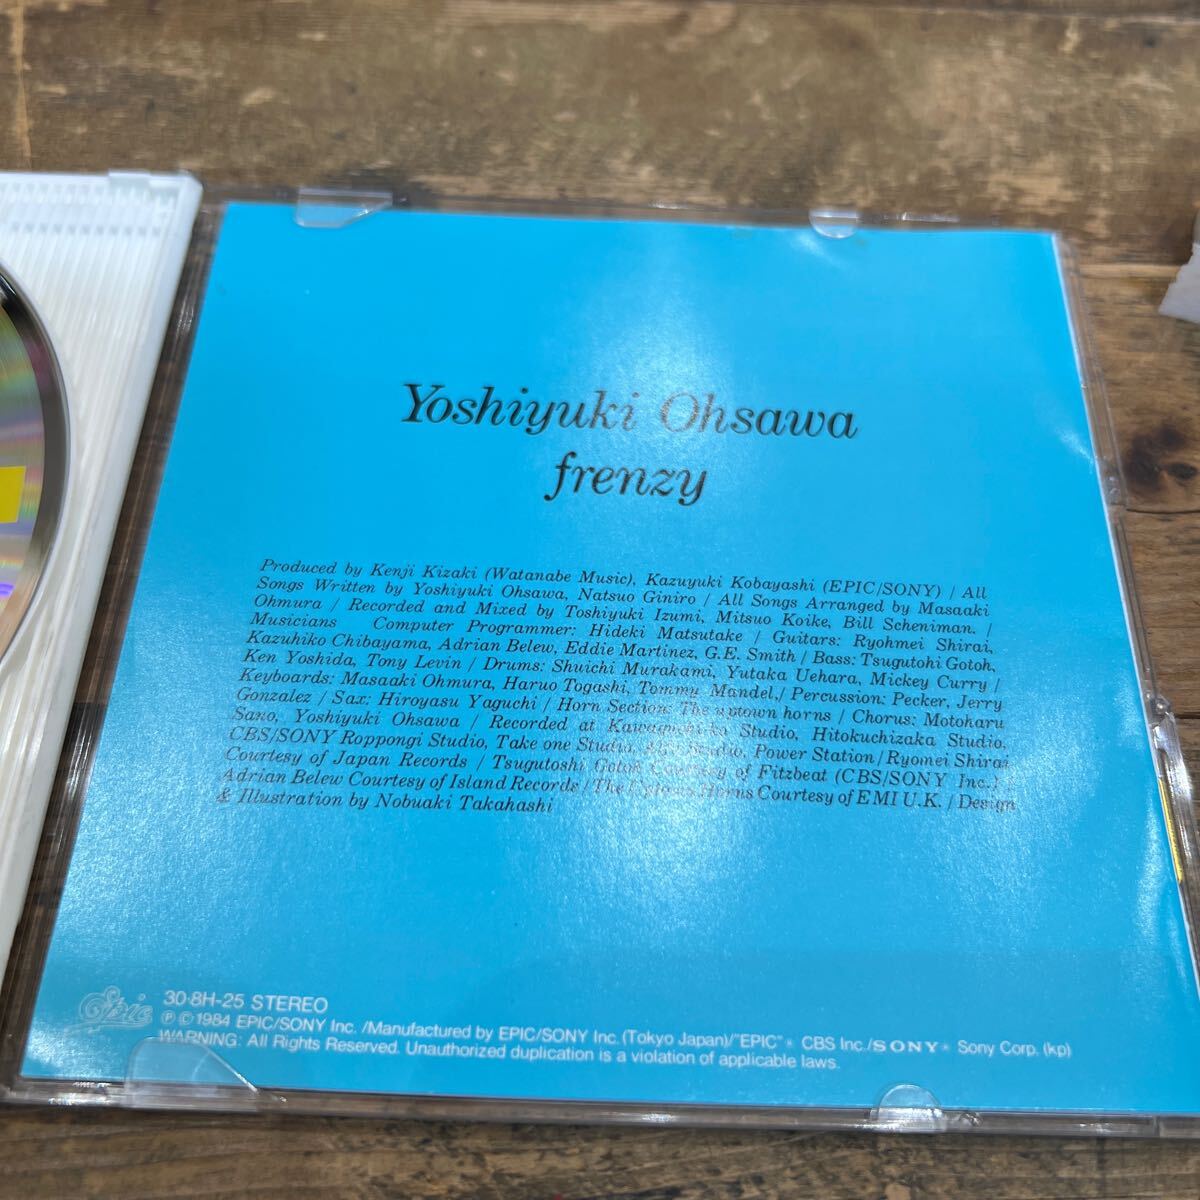 Yoshiyuki Ohsawa
frenzy
Produced by Kenji Kizaki (Watanabe Music), Kazuyuki Kobayashi (EPIC/SONY) / All
Songs Written by Yoshiyuki Ohsawa, Natsuo Giniro / All Songs Arranged by Masaaki
Ohmura / Recorded and Mixed by Toshiyuki Izumi, Mitsuo Koike, Bill Scheniman. /
Musicians Computer Programmer: Hideki Matsutake / Guitars: Ryohmei Shirai,
Kazuhiko Chibayama, Adrian Belew, Eddie Martinez, G.E. Smith / Bass: Tsugutohi Gotoh,
Ken Yoshida, Tony Levin / Drums: Shuichi Murakami, Yutaka Uehara, Mickey Curry /
Keyboards: Masaaki Ohmura, Haruo Togashi, Tommy Mandel, / Percussion: Pecker, Jerry
Gonzalez / Sax: Hiroyasu Yaguchi / Horn Section: The uptown horns / Chorus: Motoharu
Sano, Yoshiyuki Ohsawa / Recorded at Kawaguchi-ko Studio, Hitokuchizaka Studio,
CBS/SONY Roppongi Studio, Take one Studio, Studio, Power Station / Ryomei Shirai
Courtesy of Japan Records / Tsugutoshi Gotoh Courtesy of Fitzbeat (CBS/SONY Inc.) /
Adrian Belew Courtesy of Island Records / The Uptown Horns Courtesy of EMI U.K. / Design
& Illustration by Nobuaki Takahashi
Epic
30·8H-25 STEREO
Ⓟ © 1984 EPIC/SONY Inc. /Manufactured by EPIC/SONY Inc. (Tokyo Japan)/"EPIC" * CBS Inc./SONY * Sony Corp. (kp)
WARNING: All Rights Reserved. Unauthorized duplication is a violation of applicable laws.